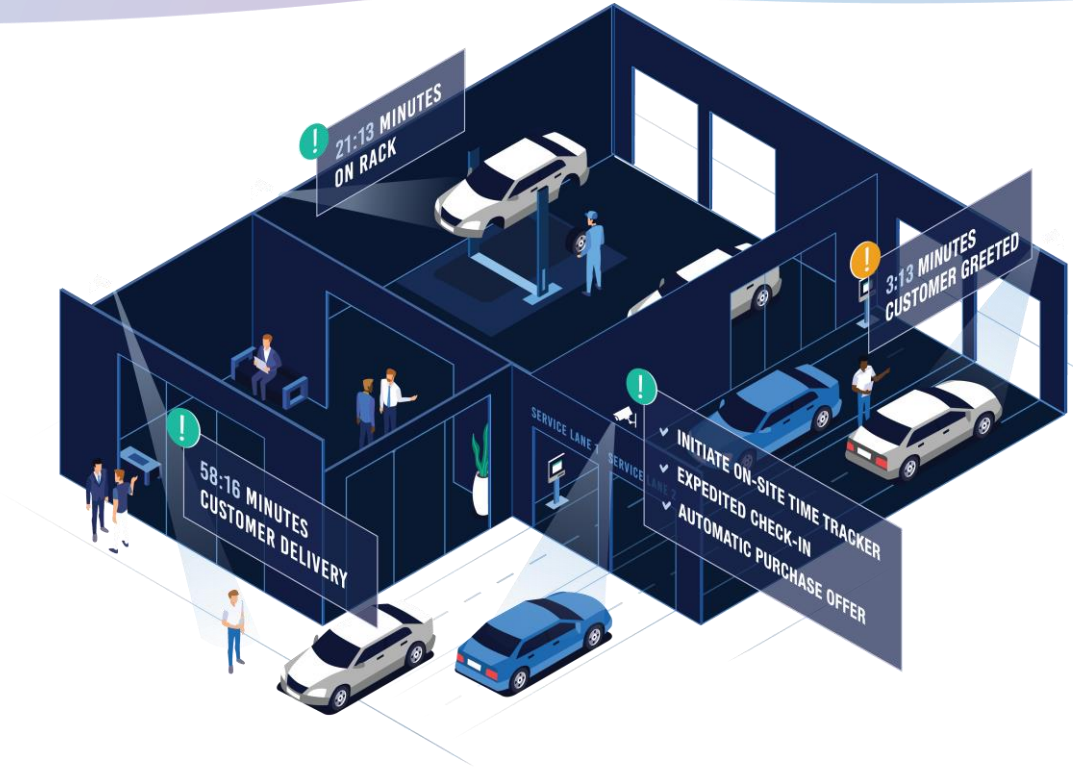 !
21:13 MINUTES
ON RACK
!
3:13 MINUTES
CUSTOMER GREETED
!
58:16 MINUTES
CUSTOMER DELIVERY
SERVICE LANE 1
SERVICE LANE 2
!
INITIATE ON-SITE TIME TRACKER
EXPEDITED CHECK-IN
AUTOMATIC PURCHASE OFFER